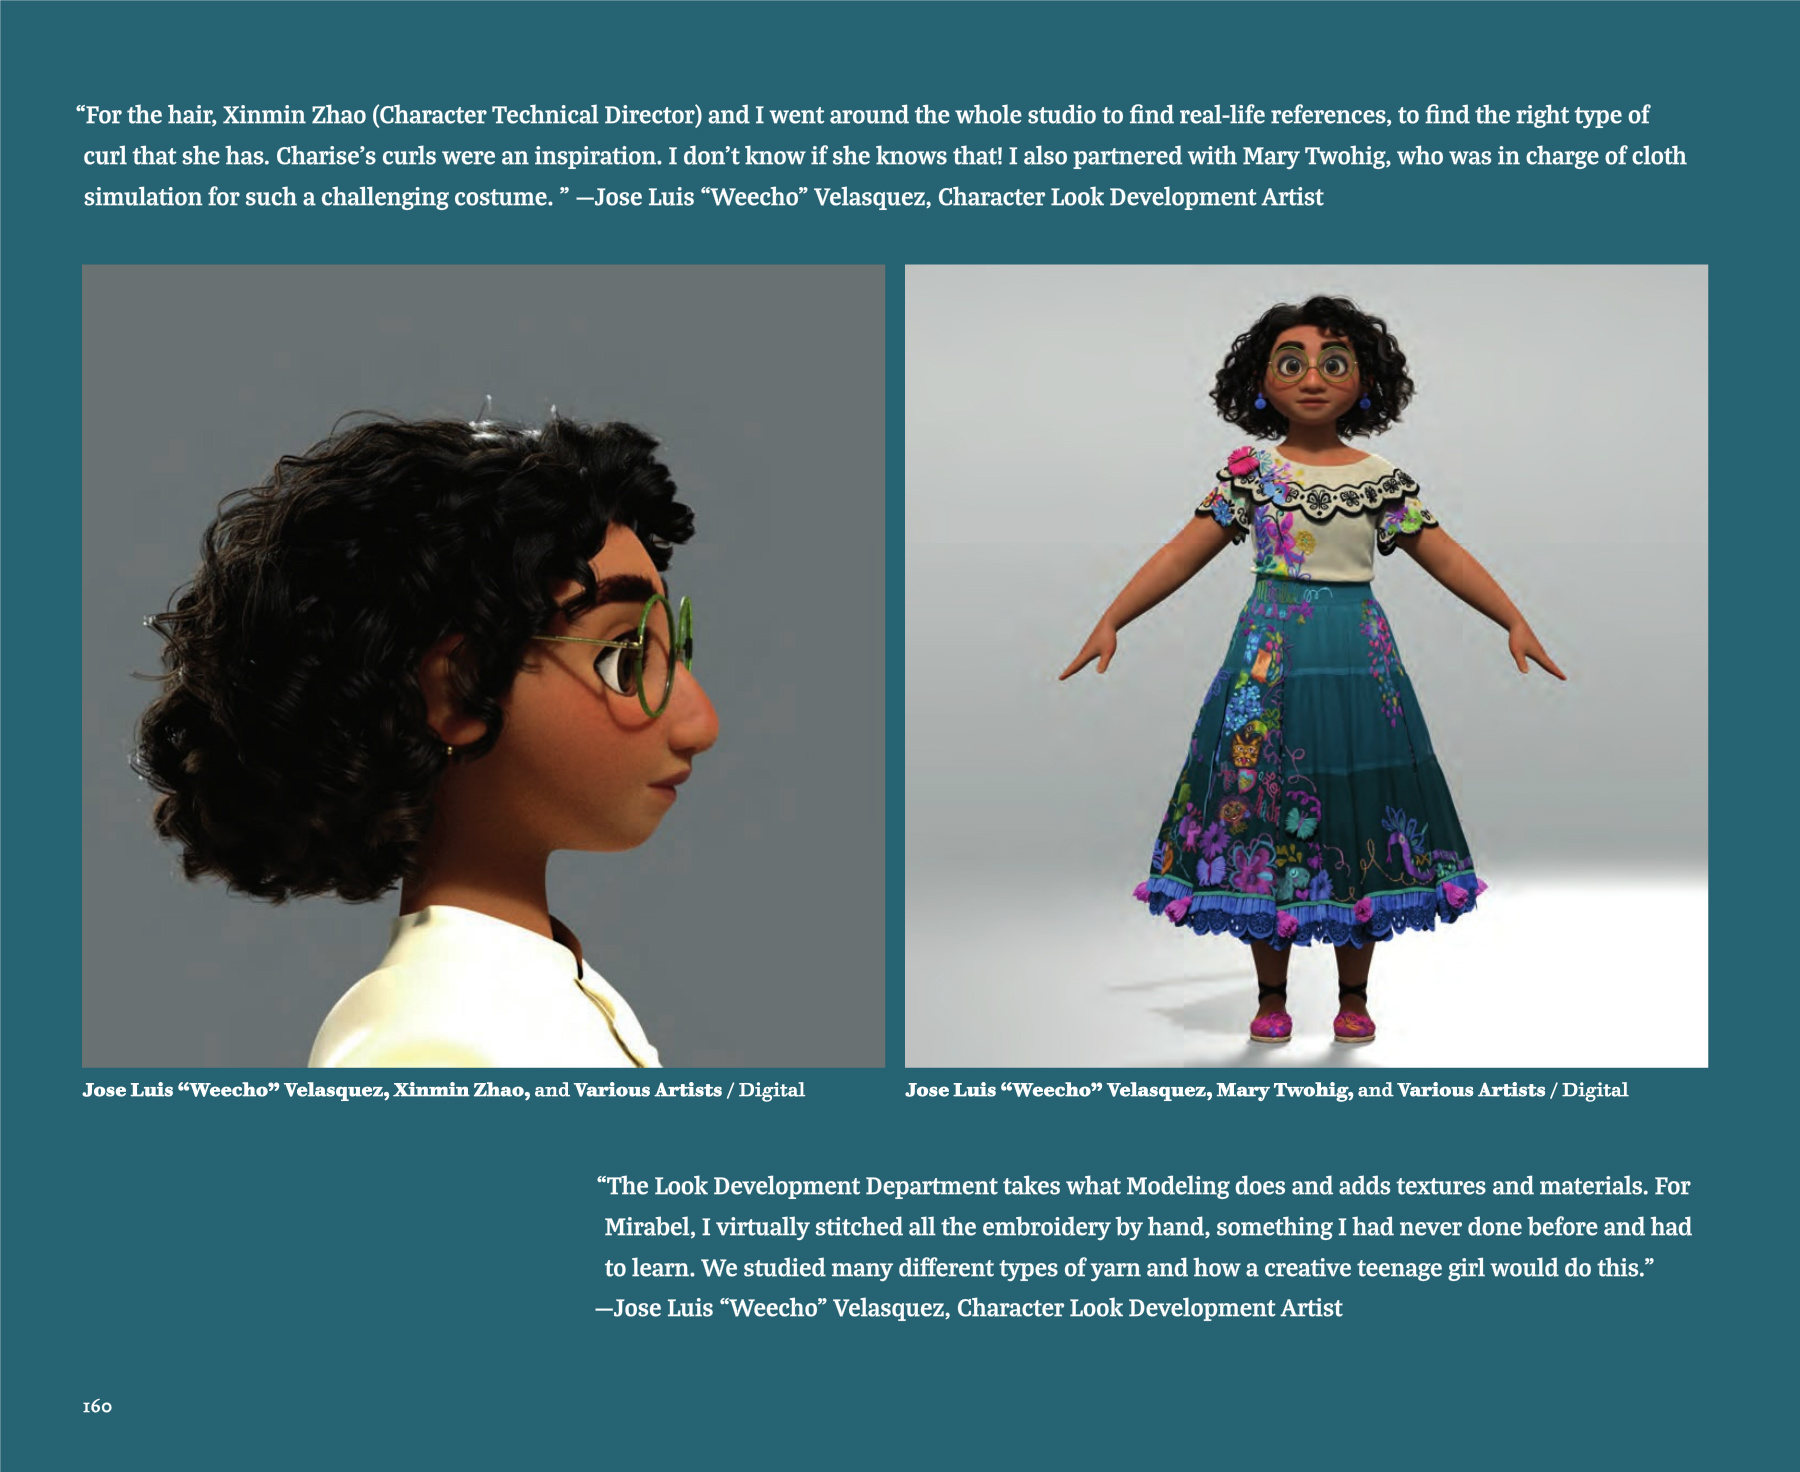 “For the hair, Xinmin Zhao (Character Technical Director) and I went around the whole studio to find real-life references, to find the right type of
curl that she has. Charise’s curls were an inspiration. I don’t know if she knows that! I also partnered with Mary Twohig, who was in charge of cloth
simulation for such a challenging costume. ” —Jose Luis “Weecho” Velasquez, Character Look Development Artist
Jose Luis “Weecho” Velasquez, Xinmin Zhao, and Various Artists / Digital
Jose Luis “Weecho” Velasquez, Mary Twohig, and Various Artists / Digital
“The Look Development Department takes what Modeling does and adds textures and materials. For
Mirabel, I virtually stitched all the embroidery by hand, something I had never done before and had
to learn. We studied many different types of yarn and how a creative teenage girl would do this.”
—Jose Luis “Weecho” Velasquez, Character Look Development Artist
160